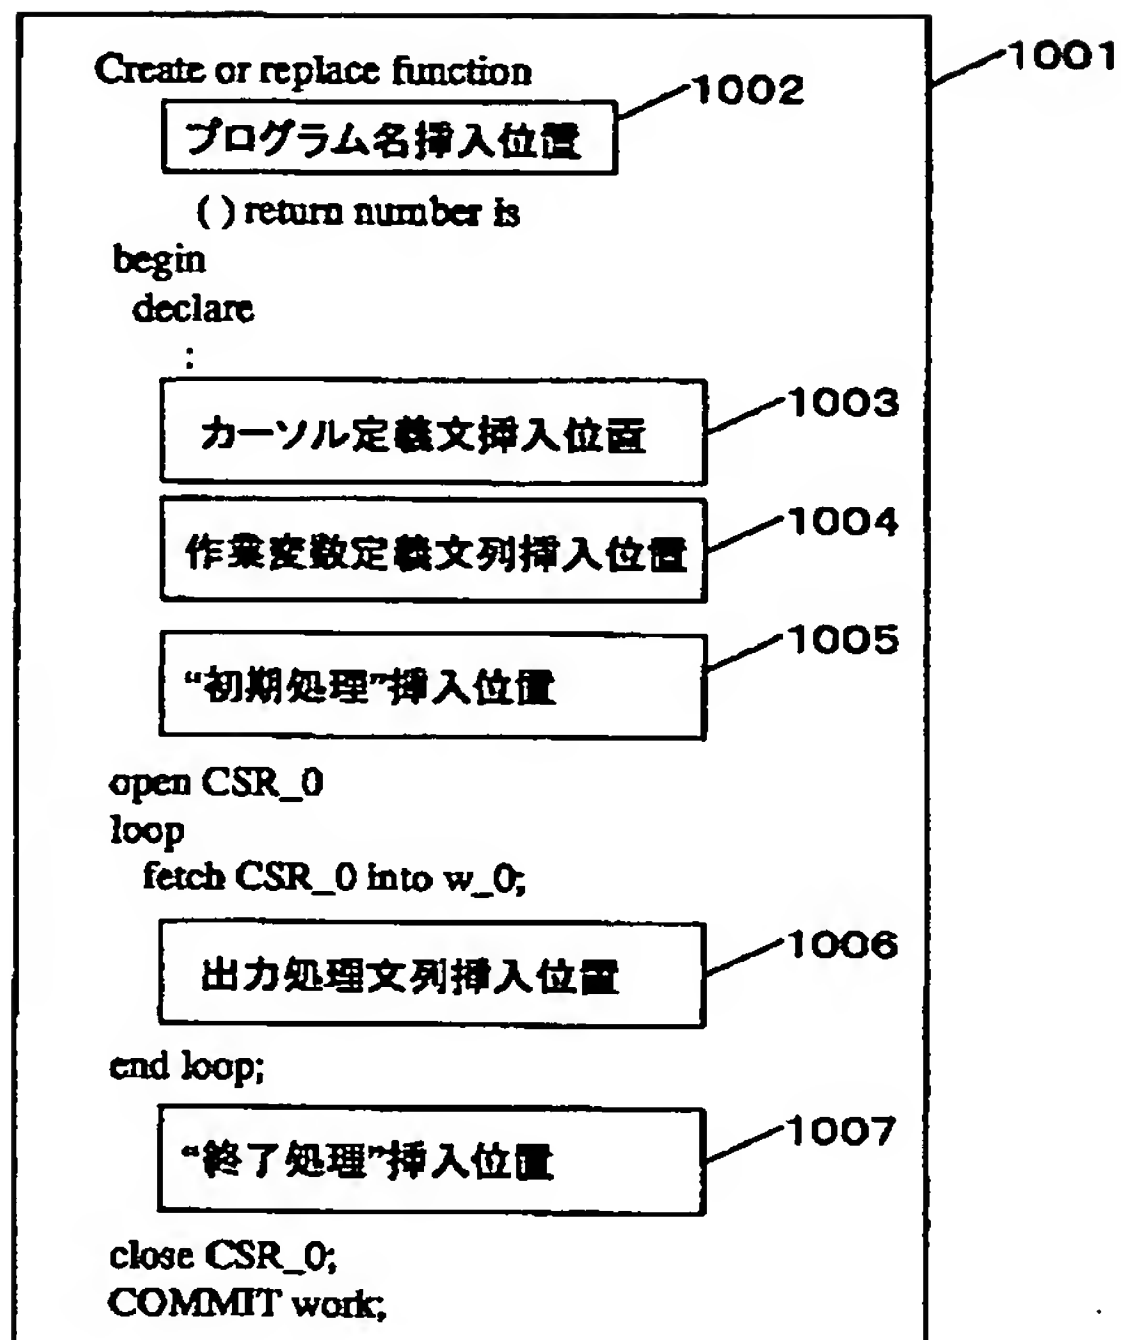 Create or replace function
1001
1002
プログラム名挿入位置
( ) return number is
begin
declare
:
1003
カーソル定義文挿入位置
1004
作業変数定義文列挿入位置
1005
“初期処理”挿入位置
open CSR_0
loop
fetch CSR_0 into w_0;
1006
出力処理文列挿入位置
end loop;
1007
“終了処理”挿入位置
close CSR_0;
COMMIT work;